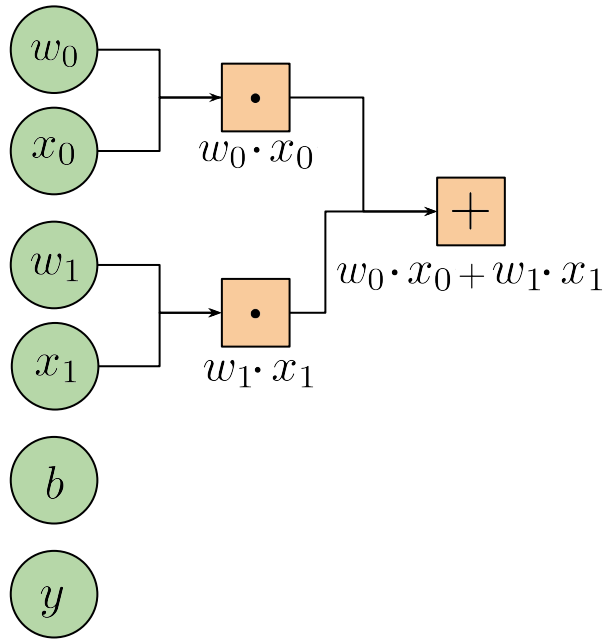 w₀
x₀
·
w₀ · x₀
w₁
x₁
·
w₁ · x₁
+
w₀ · x₀ + w₁ · x₁
b
y